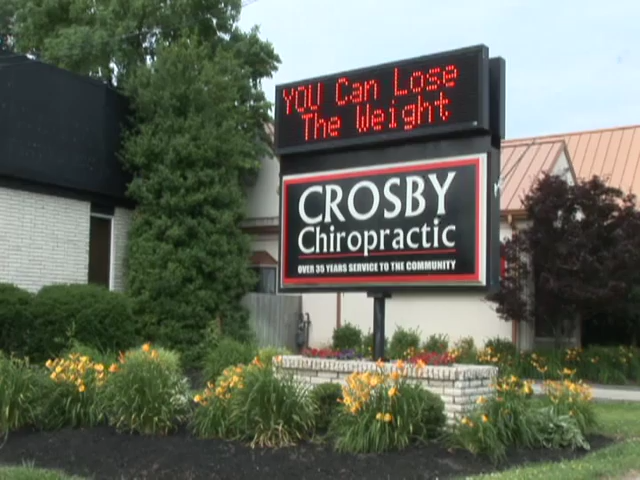 YOU Can Lose
The Weight
CROSBY
Chiropractic
OVER 35 YEARS SERVICE TO THE COMMUNITY